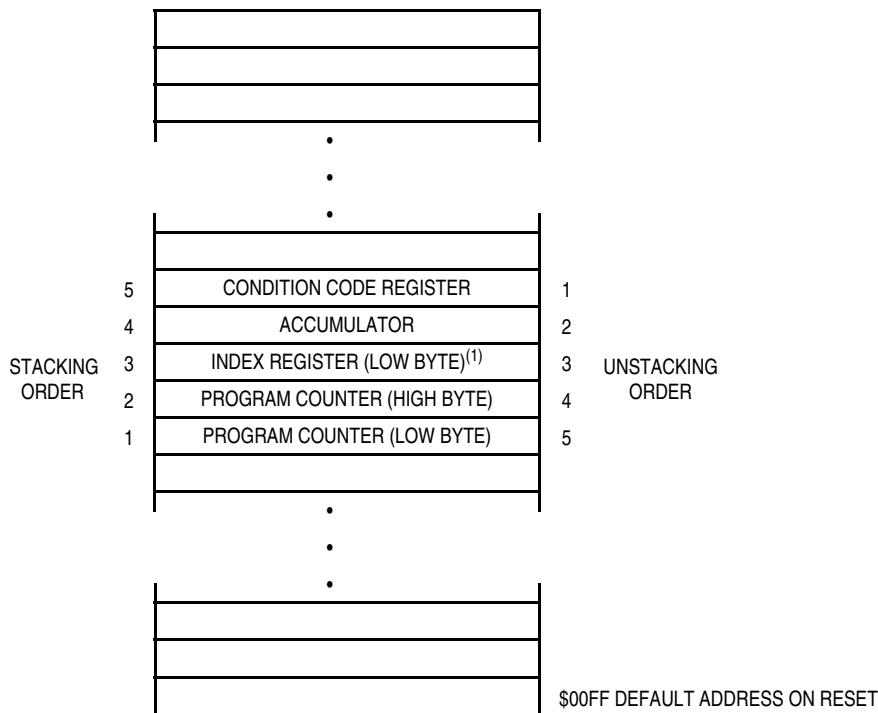 5 CONDITION CODE REGISTER 1
4 ACCUMULATOR 2
STACKING ORDER 3 INDEX REGISTER (LOW BYTE)(1) 3 UNSTACKING ORDER
2 PROGRAM COUNTER (HIGH BYTE) 4
1 PROGRAM COUNTER (LOW BYTE) 5
$00FF DEFAULT ADDRESS ON RESET